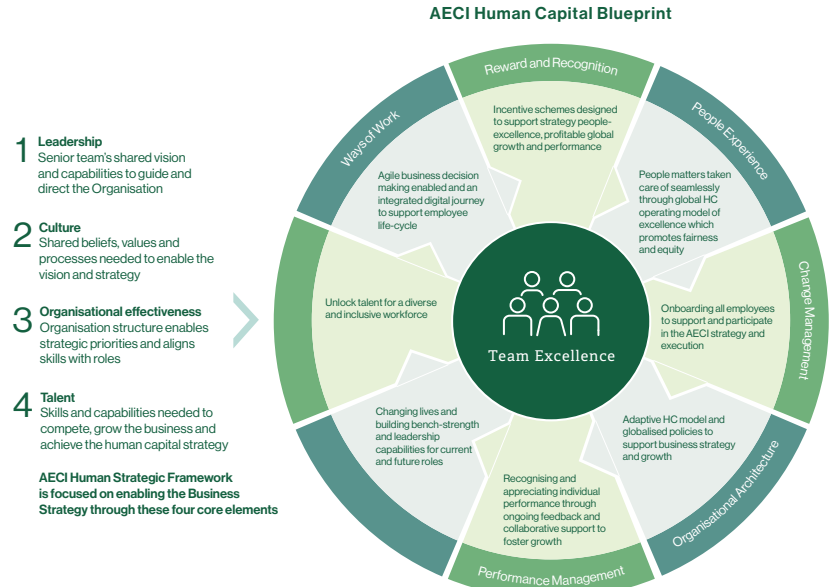 AECI Human Capital Blueprint
1 Leadership
Senior team's shared vision
and capabilities to guide and
direct the Organisation
2 Culture
Shared beliefs, values and
processes needed to enable the
vision and strategy
3 Organisational effectiveness
Organisation structure enables
strategic priorities and aligns
skills with roles
4 Talent
Skills and capabilities needed to
compete, grow the business and
achieve the human capital strategy
AECI Human Strategic Framework
is focused on enabling the Business
Strategy through these four core elements
Reward and Recognition
Incentive schemes designed
to support strategy people-
excellence, profitable global
growth and performance
People Experience
People matters taken
care of seamlessly
through global HC
operating model of
excellence which
promotes fairness
and equity
Change Management
Onboarding all employees
to support and participate
in the AECI strategy and
execution
Organisational Architecture
Adaptive HC model and
globalised policies to
support business strategy
and growth
Performance Management
Recognising and
appreciating individual
performance through
ongoing feedback and
collaborative support to
foster growth
Changing lives and
building bench-strength
and leadership
capabilities for current
and future roles
Unlock talent for a diverse
and inclusive workforce
Ways of Work
Agile business decision
making enabled and an
integrated digital journey
to support employee
life-cycle
Team Excellence